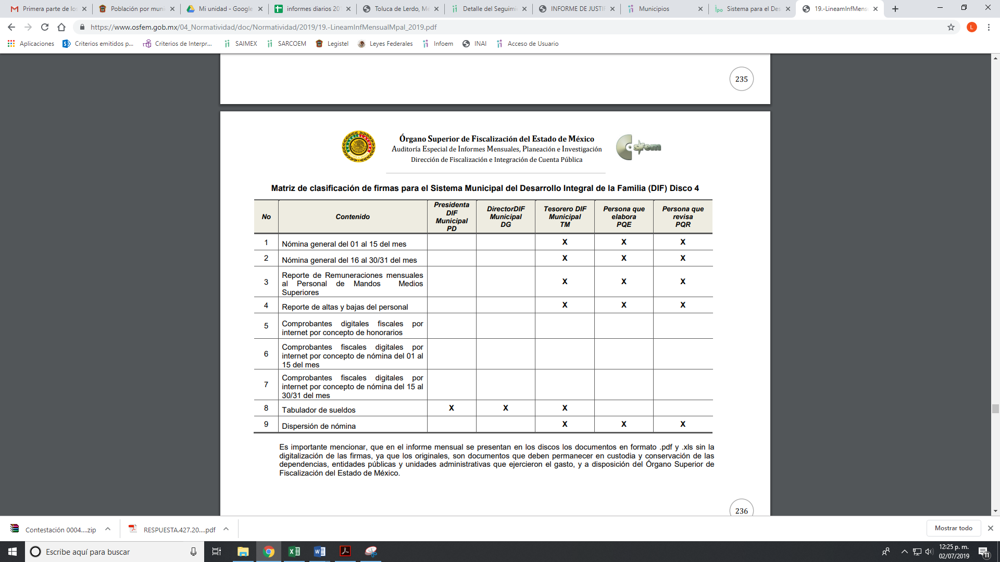 Primera parte de lo
Población por muni
Mi unidad - Google
informes diarios 201
Toluca de Lerdo, Mé
Detalle del Seguimie
INFORME DE JUSTIF
Municipios
Sistema para el Des
19.-LineamInfMensu
https://www.osfem.gob.mx/04_Normatividad/doc/Normatividad/2019/19.-LineamInfMensualMpal_2019.pdf
L
Aplicaciones
Criterios emitidos p...
Criterios de Interpr...
SAIMEX
SARCOEM
Legistel
Leyes Federales
Infoem
INAI
Acceso de Usuario
235
Órgano Superior de Fiscalización del Estado de México
Auditoría Especial de Informes Mensuales, Planeación e Investigación
Dirección de Fiscalización e Integración de Cuenta Pública
osfem
Matriz de clasificación de firmas para el Sistema Municipal del Desarrollo Integral de la Familia (DIF) Disco 4
No
Contenido
Presidenta
DIF
Municipal
PD
DirectorDIF
Municipal
DG
Tesorero DIF
Municipal
TM
Persona que
elabora
PQE
Persona que
revisa
PQR
1 Nómina general del 01 al 15 del mes X X X
2 Nómina general del 16 al 30/31 del mes X X X
3 Reporte de Remuneraciones mensuales
al Personal de Mandos Medios
Superiores X X X
4 Reporte de altas y bajas del personal X X X
5 Comprobantes digitales fiscales por
internet por concepto de honorarios
6 Comprobantes fiscales digitales por
internet por concepto de nómina del 01 al
15 del mes
7 Comprobantes fiscales digitales por
internet por concepto de nómina del 15 al
30/31 del mes
8 Tabulador de sueldos X X X
9 Dispersión de nómina X X X
Es importante mencionar, que en el informe mensual se presentan en los discos los documentos en formato .pdf y .xls sin la
digitalización de las firmas, ya que los originales, son documentos que deben permanecer en custodia y conservación de las
dependencias, entidades públicas y unidades administrativas que ejercieron el gasto, y a disposición del Órgano Superior de
Fiscalización del Estado de México.
236
Contestación 0004....zip
RESPUESTA.427.20....pdf
Mostrar todo
Escribe aquí para buscar
12:25 p. m.
02/07/2019
11